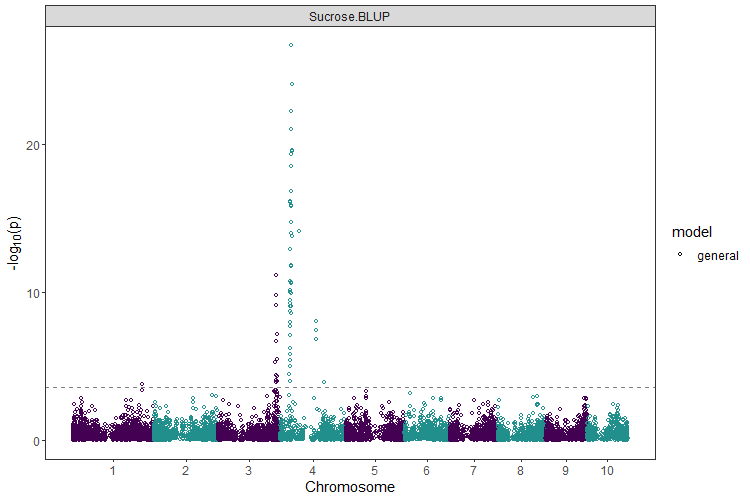 Sucrose.BLUP
20
10
0
-log10(p)
1 2 3 4 5 6 7 8 9 10
Chromosome
model
general